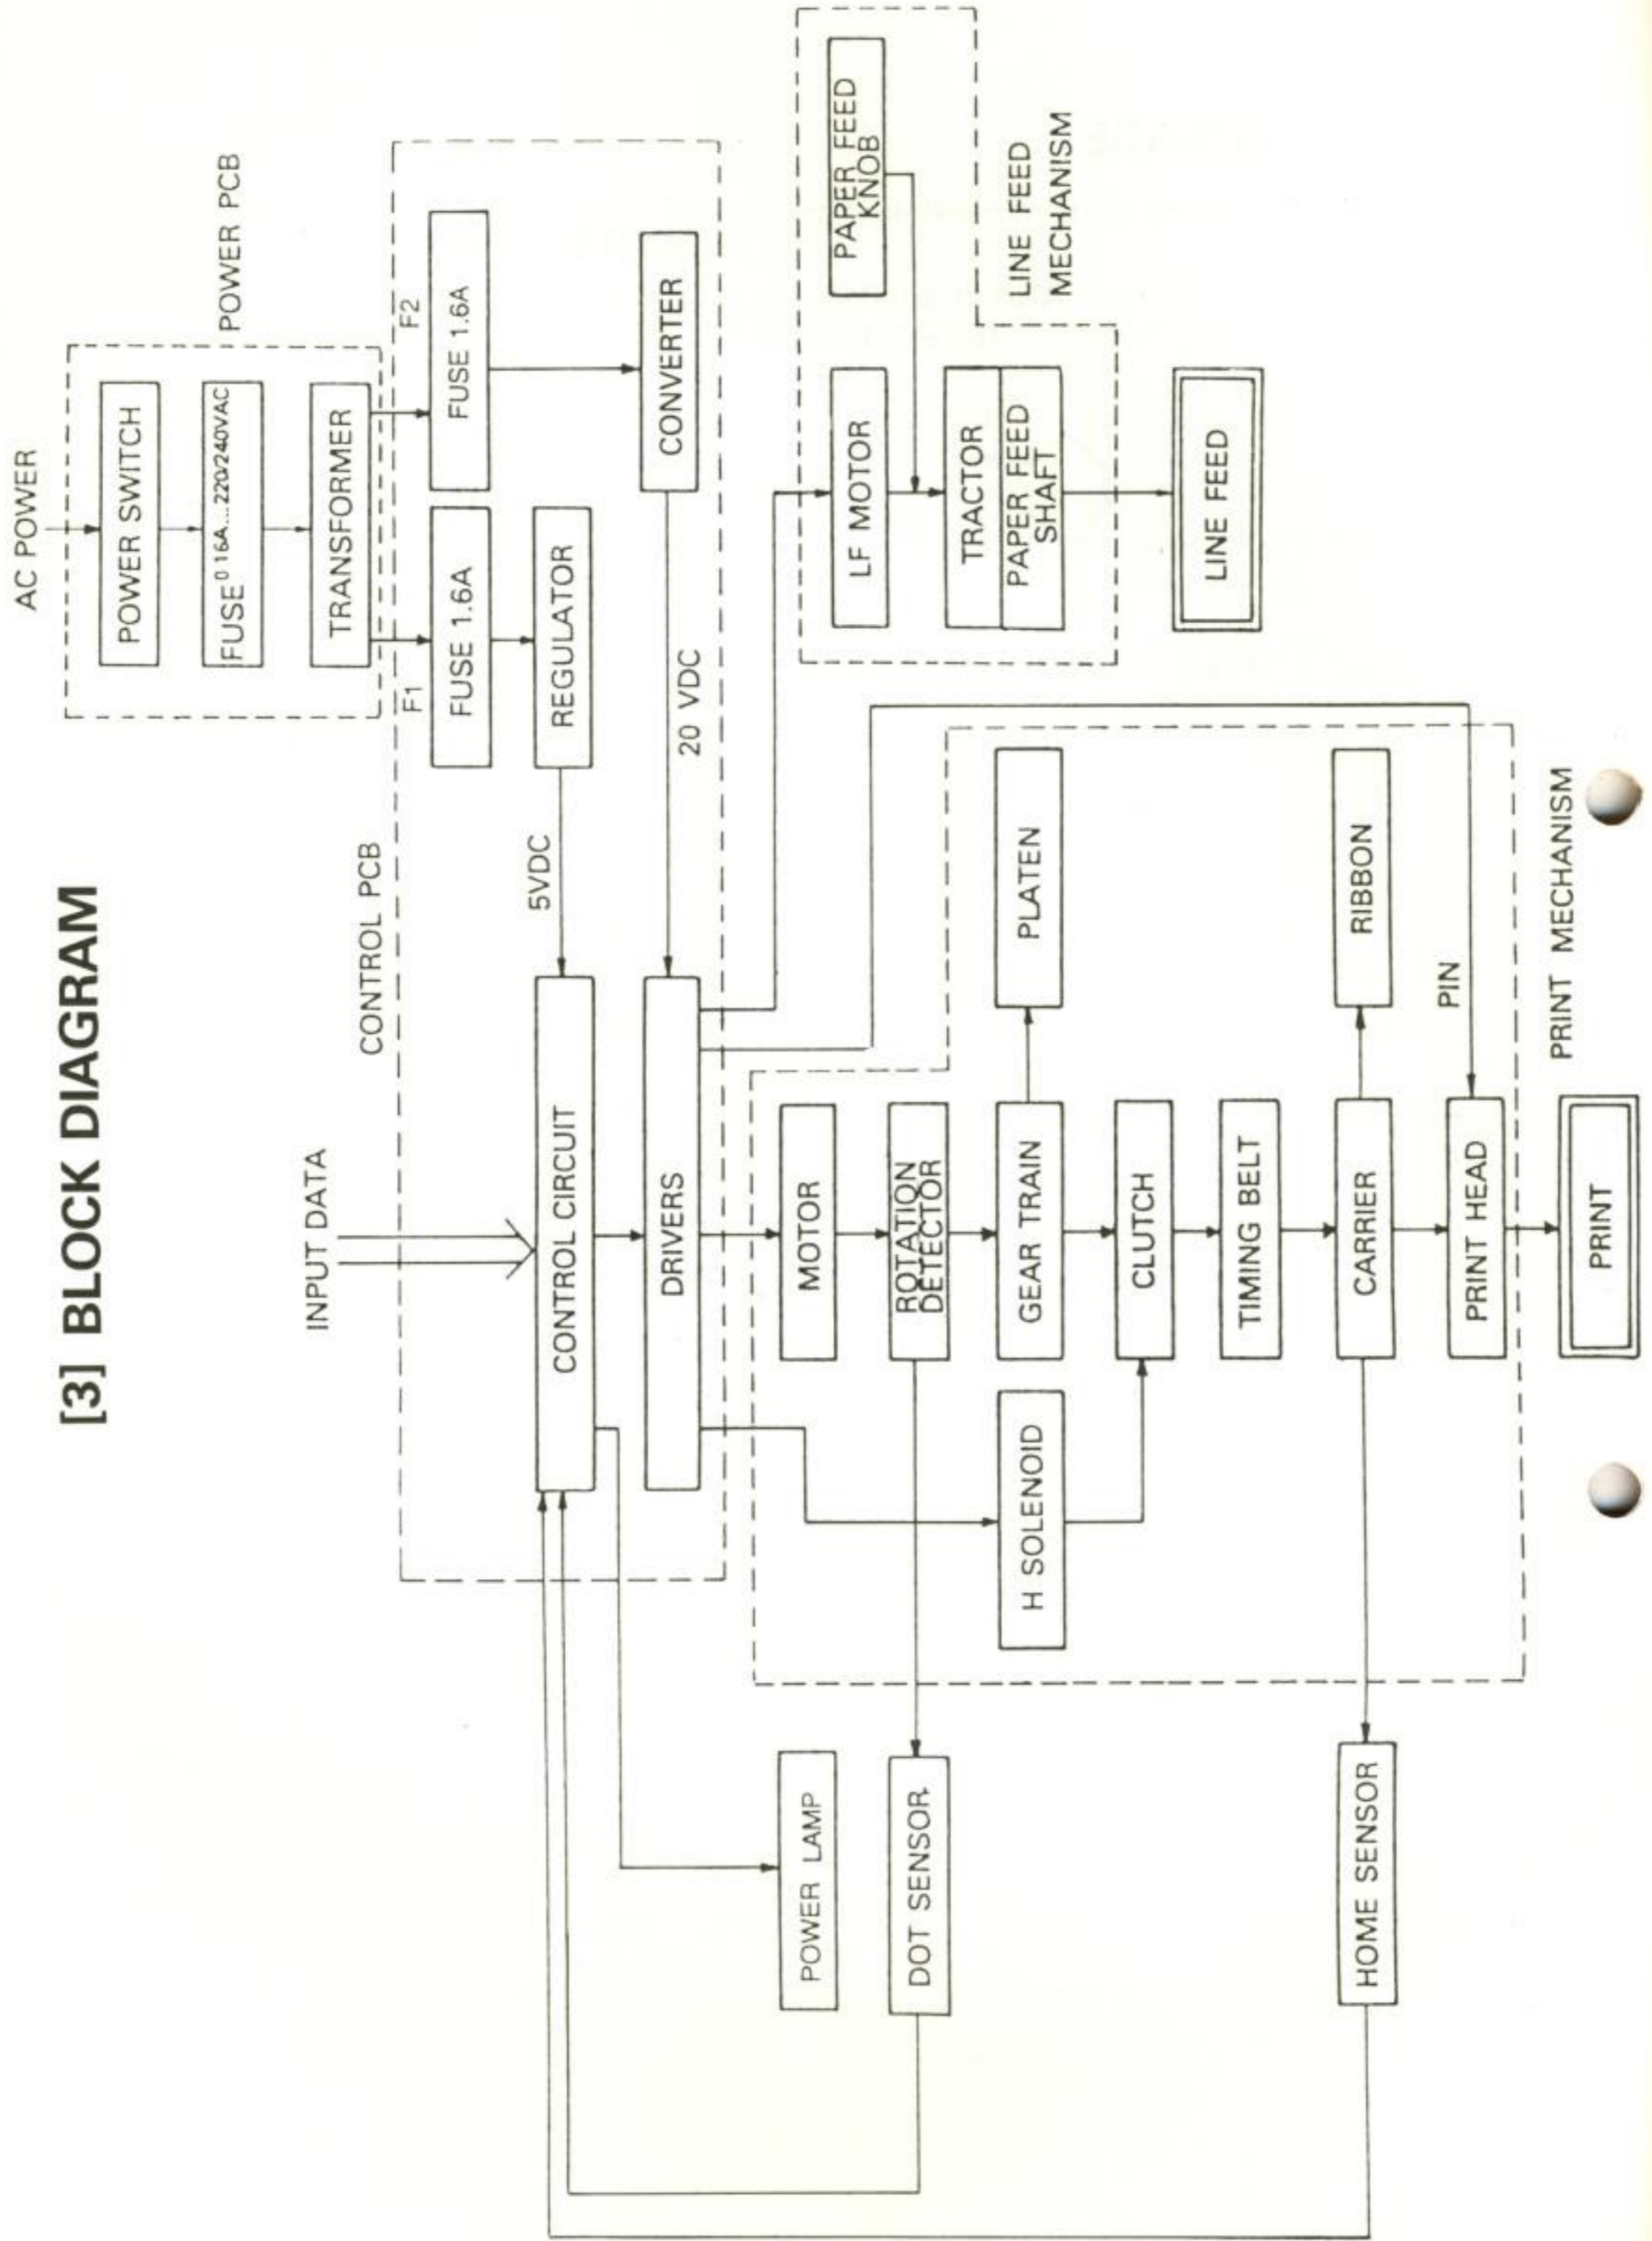 [3] BLOCK DIAGRAM
AC POWER
POWER SWITCH
FUSE 0 16A...220/240VAC
TRANSFORMER
POWER PCB
INPUT DATA
CONTROL PCB
F1
F2
FUSE 1.6A
FUSE 1.6A
REGULATOR
5VDC
CONVERTER
20 VDC
CONTROL CIRCUIT
DRIVERS
POWER LAMP
MOTOR
LF MOTOR
PAPER FEED
KNOB
DOT SENSOR
ROTATION
DETECTOR
TRACTOR
PAPER FEED
SHAFT
LINE FEED
MECHANISM
H SOLENOID
GEAR TRAIN
PLATEN
CLUTCH
LINE FEED
TIMING BELT
HOME SENSOR
CARRIER
RIBBON
PIN
PRINT HEAD
PRINT MECHANISM
PRINT